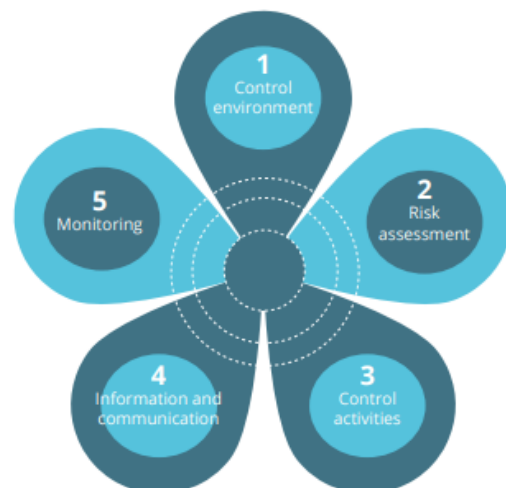 1
Control
environment
2
Risk
assessment
3
Control
activities
4
Information and
communication
5
Monitoring